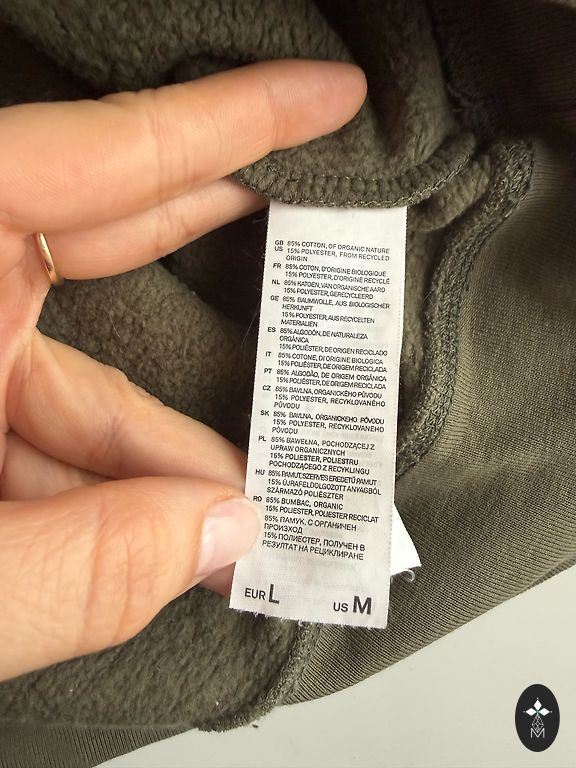 GB 85% COTTON, OF ORGANIC NATURE
US 15% POLYESTER, FROM RECYCLED
ORIGIN
FR 85% COTON, D'ORIGINE BIOLOGIQUE
15% POLYESTER, D'ORIGINE RECYCLÉ
NL 85% KATOEN, VAN ORGANISCHE AARD
15% POLYESTER, GERECYCLEERD
GE 85% BAUMWOLLE, AUS BIOLOGISCHER
HERKUNFT
15% POLYESTER, AUS RECYCELTEN
MATERIALIEN
ES 85% ALGODÓN, DE NATURALEZA
ORGÁNICA
15% POLIÉSTER, DE ORIGEN RECICLADO
IT 85% COTONE, DI ORIGINE BIOLOGICA
15% POLIESTERE, DI ORIGINE RICICLATA
PT 85% ALGODÃO, DE ORIGEM ORGÂNICA
15% POLIÉSTER, DE ORIGEM RECICLADA
CZ 85% BAVLNA, ORGANICKÉHO PŮVODU
15% POLYESTER, RECYKLOVANÉHO
PŮVODU
SK 85% BAVLNA, ORGANICKÉHO PÔVODU
15% POLYESTER, RECYKLOVANÉHO
PÔVODU
PL 85% BAWEŁNA, POCHODZĄCEJ Z
UPRAW ORGANICZNYCH
15% POLIESTER, POLIESTRU
POCHODZĄCEGO Z RECYKLINGU
HU 85% PAMUT, SZERVES EREDETŰ PAMUT
15% ÚJRAFELDOLGOZOTT ANYAGBÓL
SZÁRMAZÓ POLIÉSZTER
RO 85% BUMBAC, ORGANIC
15% POLIESTER, POLIESTER RECICLAT
85% ПАМУК, С ОРГАНИЧЕН
ПРОИЗХОД
15% ПОЛИЕСТЕР, ПОЛУЧЕН В
РЕЗУЛТАТ НА РЕЦИКЛИРАНЕ
EUR L US M
M